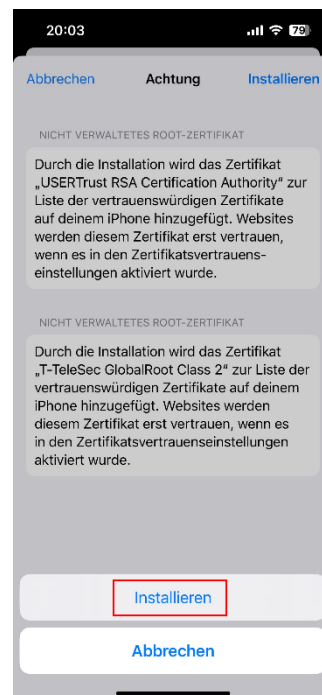 20:03
79
Abbrechen Achtung Installieren
NICHT VERWALTETES ROOT-ZERTIFIKAT
Durch die Installation wird das Zertifikat
„USERTrust RSA Certification Authority“ zur
Liste der vertrauenswürdigen Zertifikate
auf deinem iPhone hinzugefügt. Websites
werden diesem Zertifikat erst vertrauen,
wenn es in den Zertifikatsvertrauens-
einstellungen aktiviert wurde.
NICHT VERWALTETES ROOT-ZERTIFIKAT
Durch die Installation wird das Zertifikat
„T-TeleSec GlobalRoot Class 2“ zur Liste der
vertrauenswürdigen Zertifikate auf deinem
iPhone hinzugefügt. Websites werden
diesem Zertifikat erst vertrauen, wenn es
in den Zertifikatsvertrauenseinstellungen
aktiviert wurde.
Installieren
Abbrechen